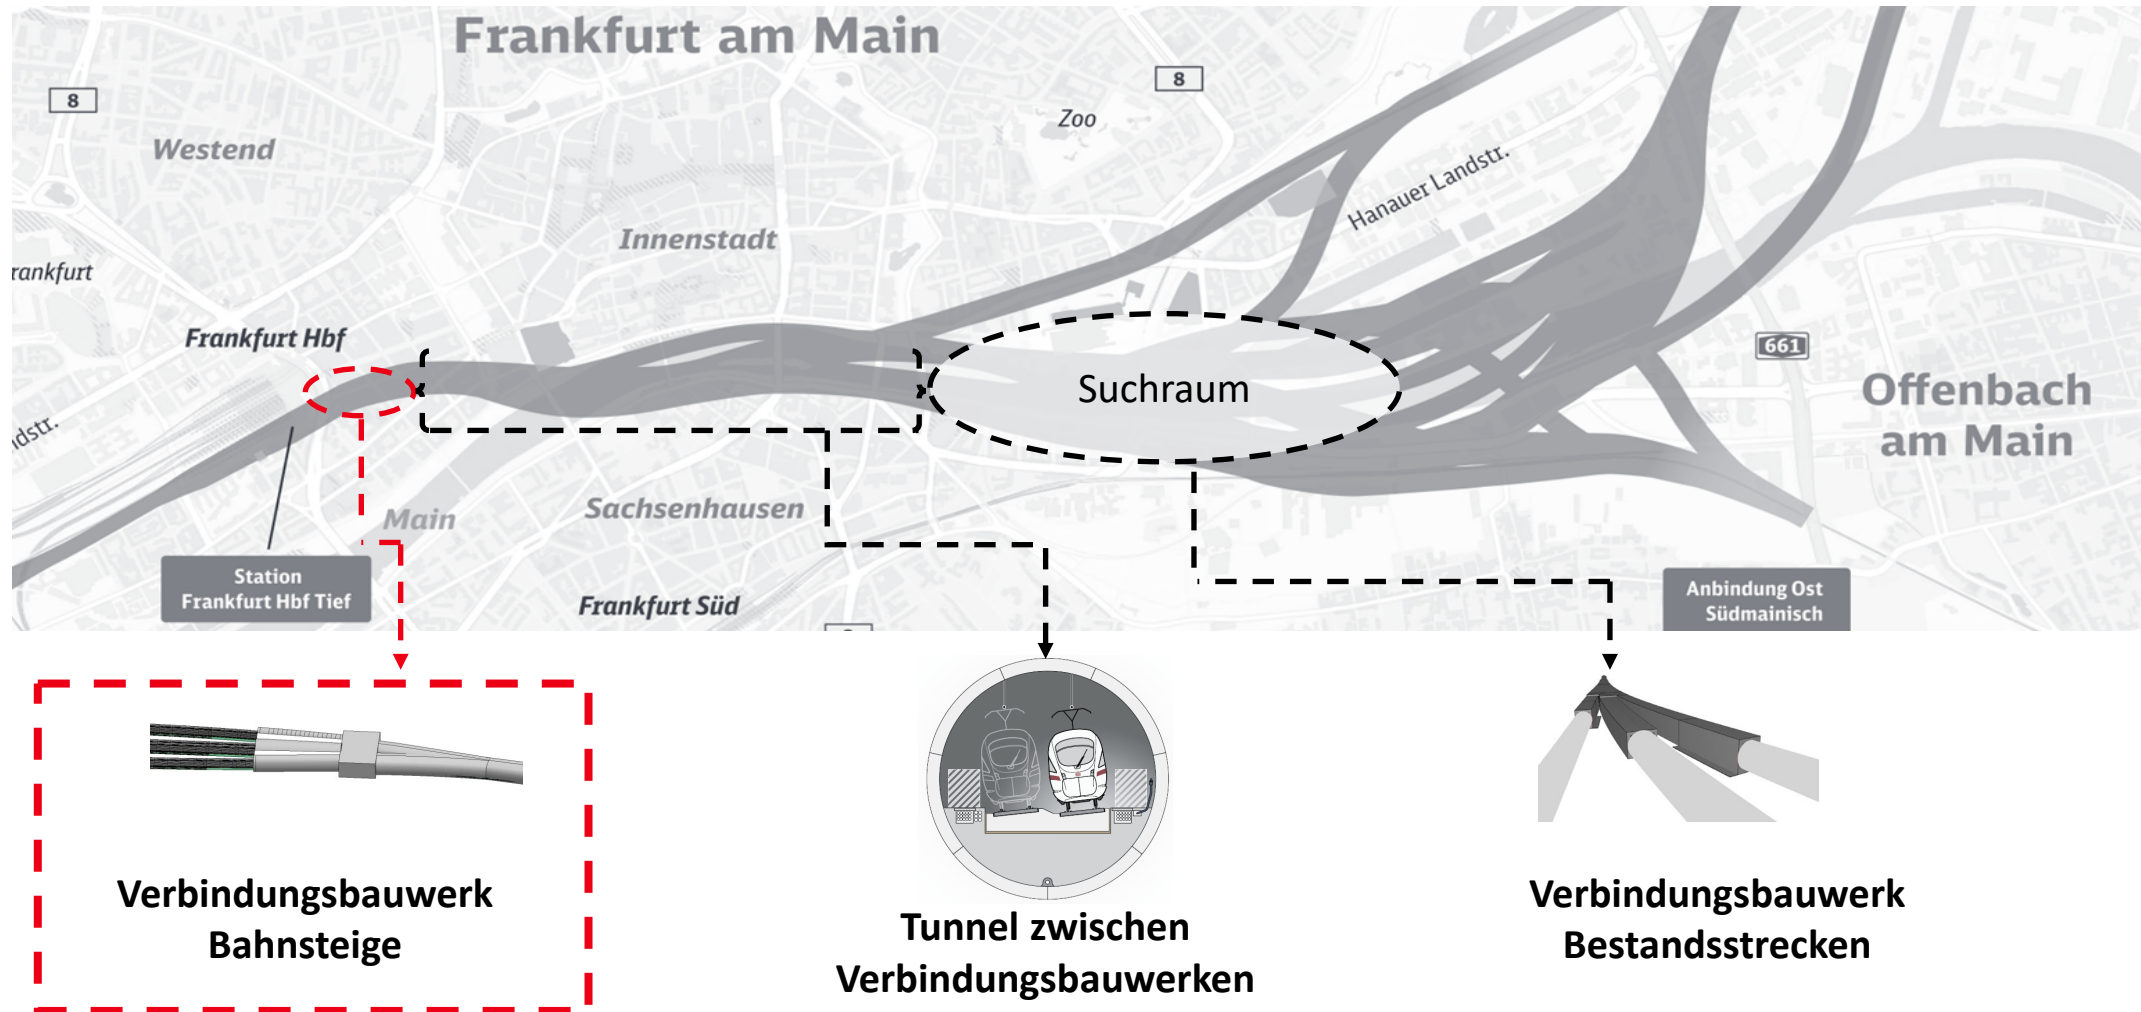 Frankfurt am Main
8
8
Zoo
Westend
Hanauer Landstr.
Innenstadt
rankfurt
Frankfurt Hbf
661
Suchraum
Offenbach
am Main
dstr.
Sachsenhausen
Main
Station
Frankfurt Hbf Tief
Frankfurt Süd
Anbindung Ost
Südmainisch
Verbindungsbauwerk
Bahnsteige
Tunnel zwischen
Verbindungsbauwerken
Verbindungsbauwerk
Bestandsstrecken